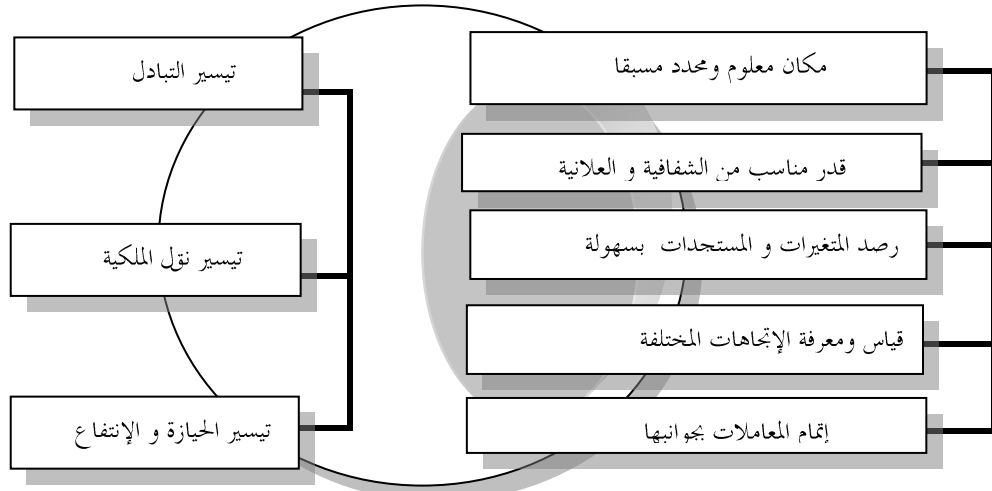 مكان معلوم ومحدد مسبقا
قدر مناسب من الشفافية و العلانية
رصد المتغيرات و المستجدات بسهولة
قياس ومعرفة الإتجاهات المختلفة
إتمام المعاملات بجوانبها
تيسير التبادل
تيسير نقل الملكية
تيسير الحيازة و الإنتفاع